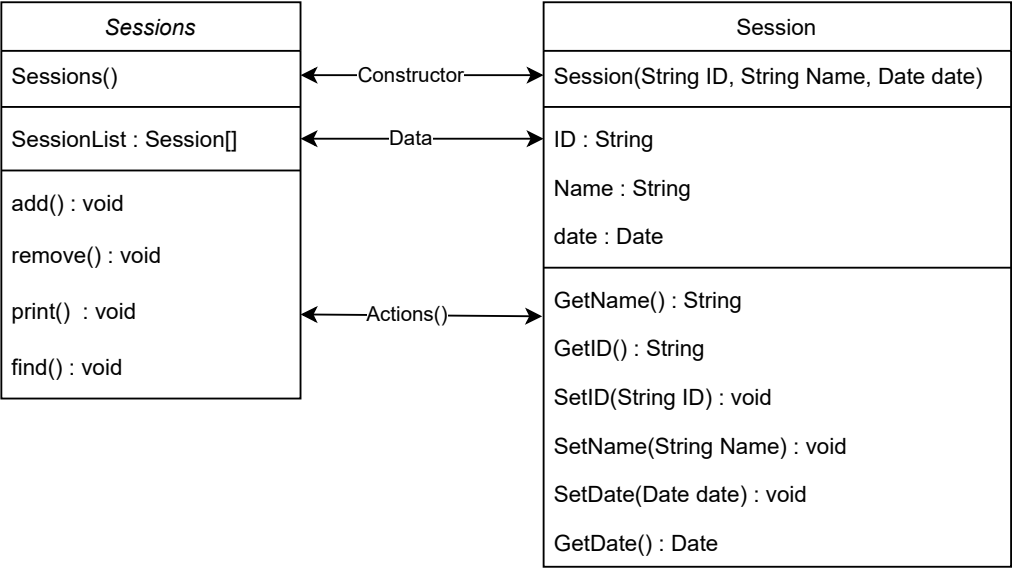 Sessions
Sessions()
SessionList : Session[]
add() : void
remove() : void
print()  : void
find() : void
Constructor
Data
Actions()
Session
Session(String ID, String Name, Date date)
ID : String
Name : String
date : Date
GetName() : String
GetID() : String
SetID(String ID) : void
SetName(String Name) : void
SetDate(Date date) : void
GetDate() : Date